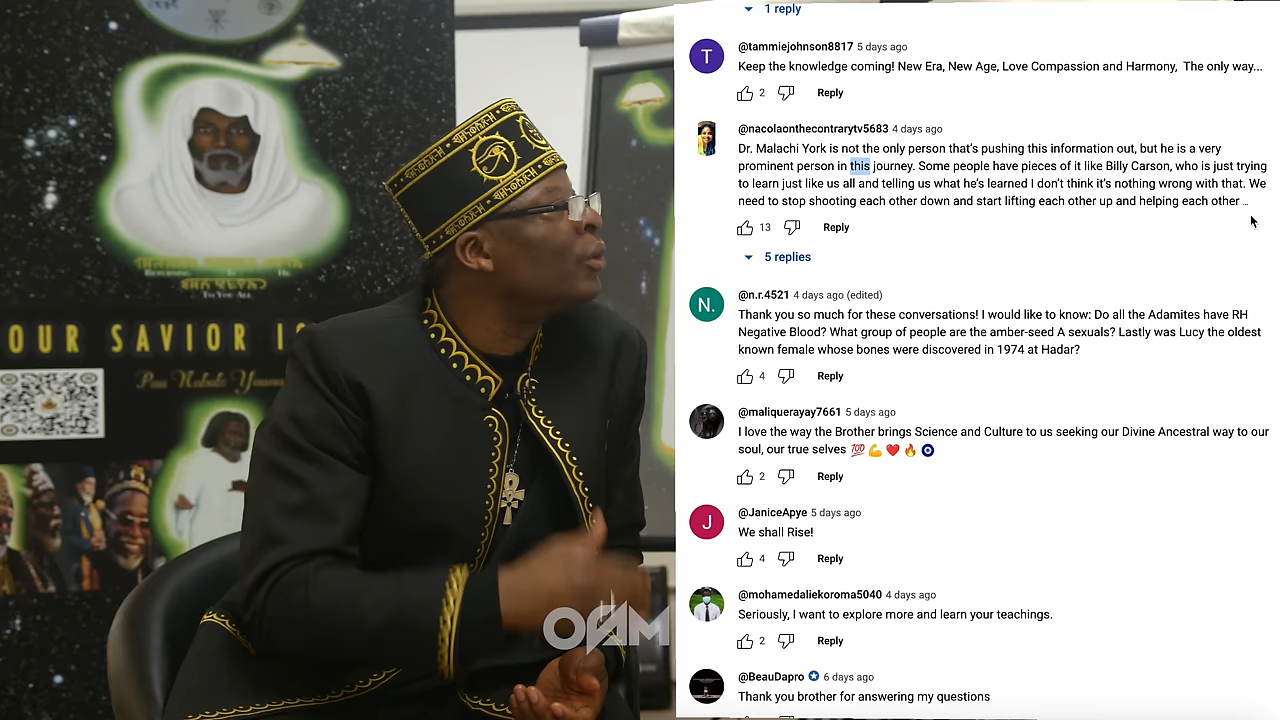 1 reply
@tammiejohnson8817 5 days ago
Keep the knowledge coming! New Era, New Age, Love Compassion and Harmony, The only way...
2 Reply
@nacolaonthecontrarytv5683 4 days ago
Dr. Malachi York is not the only person that's pushing this information out, but he is a very
prominent person in this journey. Some people have pieces of it like Billy Carson, who is just trying
to learn just like us all and telling us what he's learned I don't think it's nothing wrong with that. We
need to stop shooting each other down and start lifting each other up and helping each other …
13 Reply
5 replies
@n.r.4521 4 days ago (edited)
Thank you so much for these conversations! I would like to know: Do all the Adamites have RH
Negative Blood? What group of people are the amber-seed A sexuals? Lastly was Lucy the oldest
known female whose bones were discovered in 1974 at Hadar?
4 Reply
@maliquerayay7661 5 days ago
I love the way the Brother brings Science and Culture to us seeking our Divine Ancestral way to our
soul, our true selves 💯 💪 ❤️ 🔥 🧿
2 Reply
@JaniceApye 5 days ago
We shall Rise!
4 Reply
@mohamedaliekoroma5040 4 days ago
Seriously, I want to explore more and learn your teachings.
2 Reply
@BeauDapro 6 days ago
Thank you brother for answering my questions
T
N.
J
To You All
OUR SAVIOR